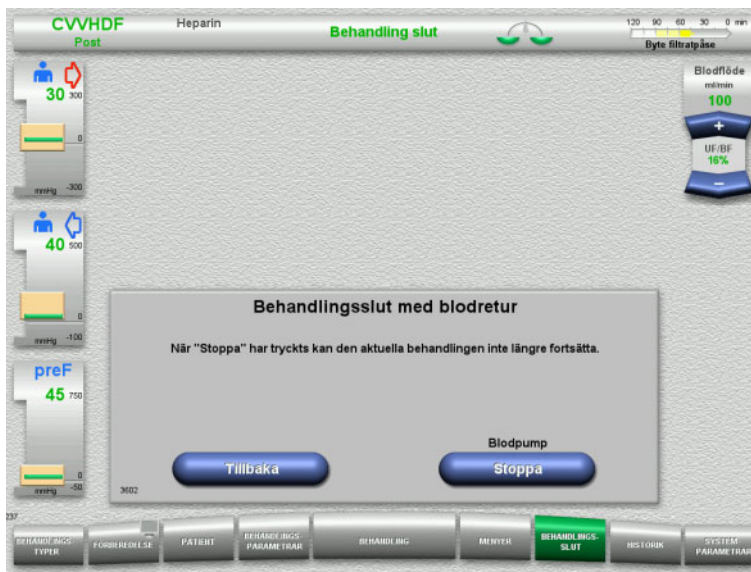 CVVHDF
Post
Heparin
Behandling slut
120 90 60 30 0 min
Byte filtratpåse
30 300
0
mmHg -300
40 500
0
mmHg -100
preF
45 750
0
mmHg -50
Blodflöde
ml/min
100
+
UF/BF
16%
–
Behandlingsslut med blodretur
När "Stoppa" har tryckts kan den aktuella behandlingen inte längre fortsätta.
Blodpump
Tillbaka
Stoppa
3602
237
BEHANDLINGS-
TYPER
FÖRBEREDELSE
PATIENT
BEHANDLINGS-
PARAMETRAR
BEHANDLING
MENYER
BEHANDLINGS-
SLUT
HISTORIK
SYSTEM
PARAMETRAR